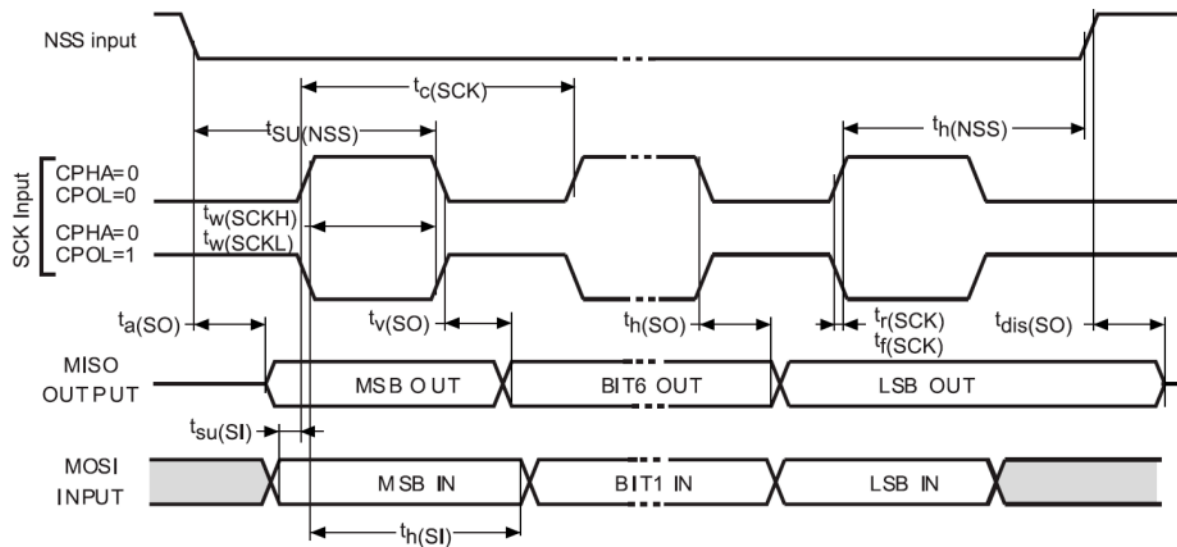 NSS input
tc(SCK)
tSU(NSS)
th(NSS)
SCK Input
CPHA=0
CPOL=0
tw(SCKH)
CPHA=0
tw(SCKL)
CPOL=1
ta(SO)
tv(SO)
th(SO)
tr(SCK)
tf(SCK)
tdis(SO)
MISO
OUTPUT
MSB OUT
BIT6 OUT
LSB OUT
tsu(SI)
MOSI
INPUT
MSB IN
BIT1 IN
LSB IN
th(SI)